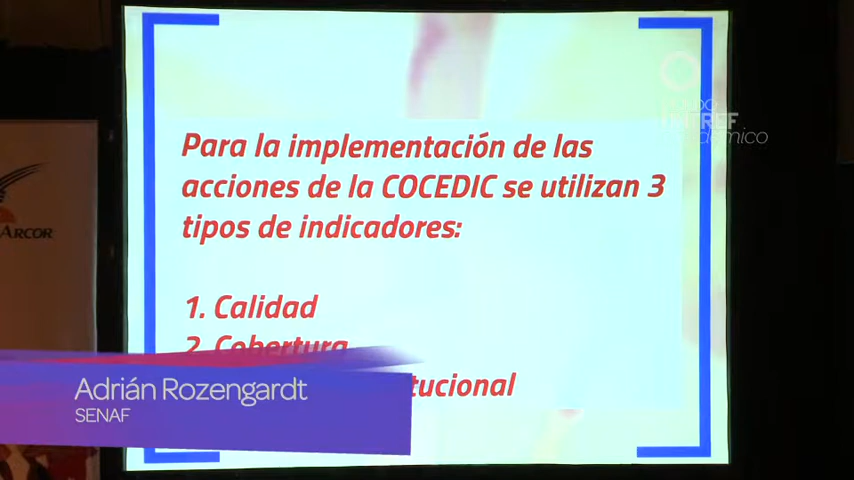 Para la implementación de las
acciones de la COCEDIC se utilizan 3
tipos de indicadores:
1. Calidad
2. Cobertura
tucional
UNTREF
ARCOR
Adrián Rozengardt
SENAF